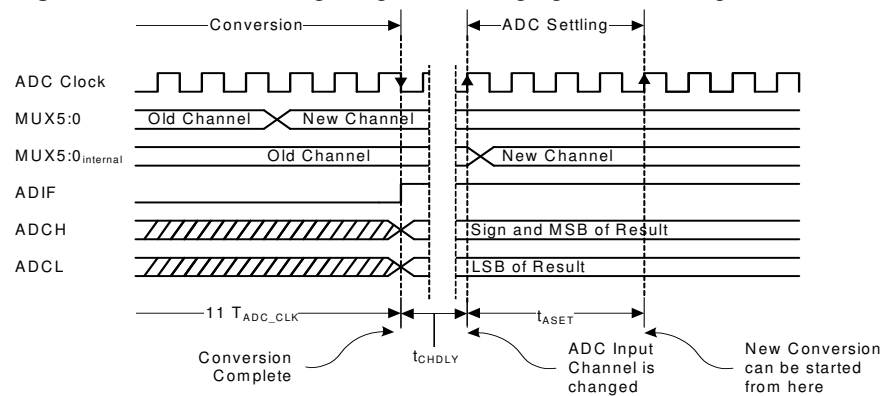 Conversion
ADC Settling
ADC Clock
MUX5:0
Old Channel
New Channel
MUX5:0internal
Old Channel
New Channel
ADIF
ADCH
Sign and MSB of Result
ADCL
LSB of Result
11 TADC_CLK
tCHDLY
tASET
Conversion
Complete
ADC Input
Channel is
changed
New Conversion
can be started
from here